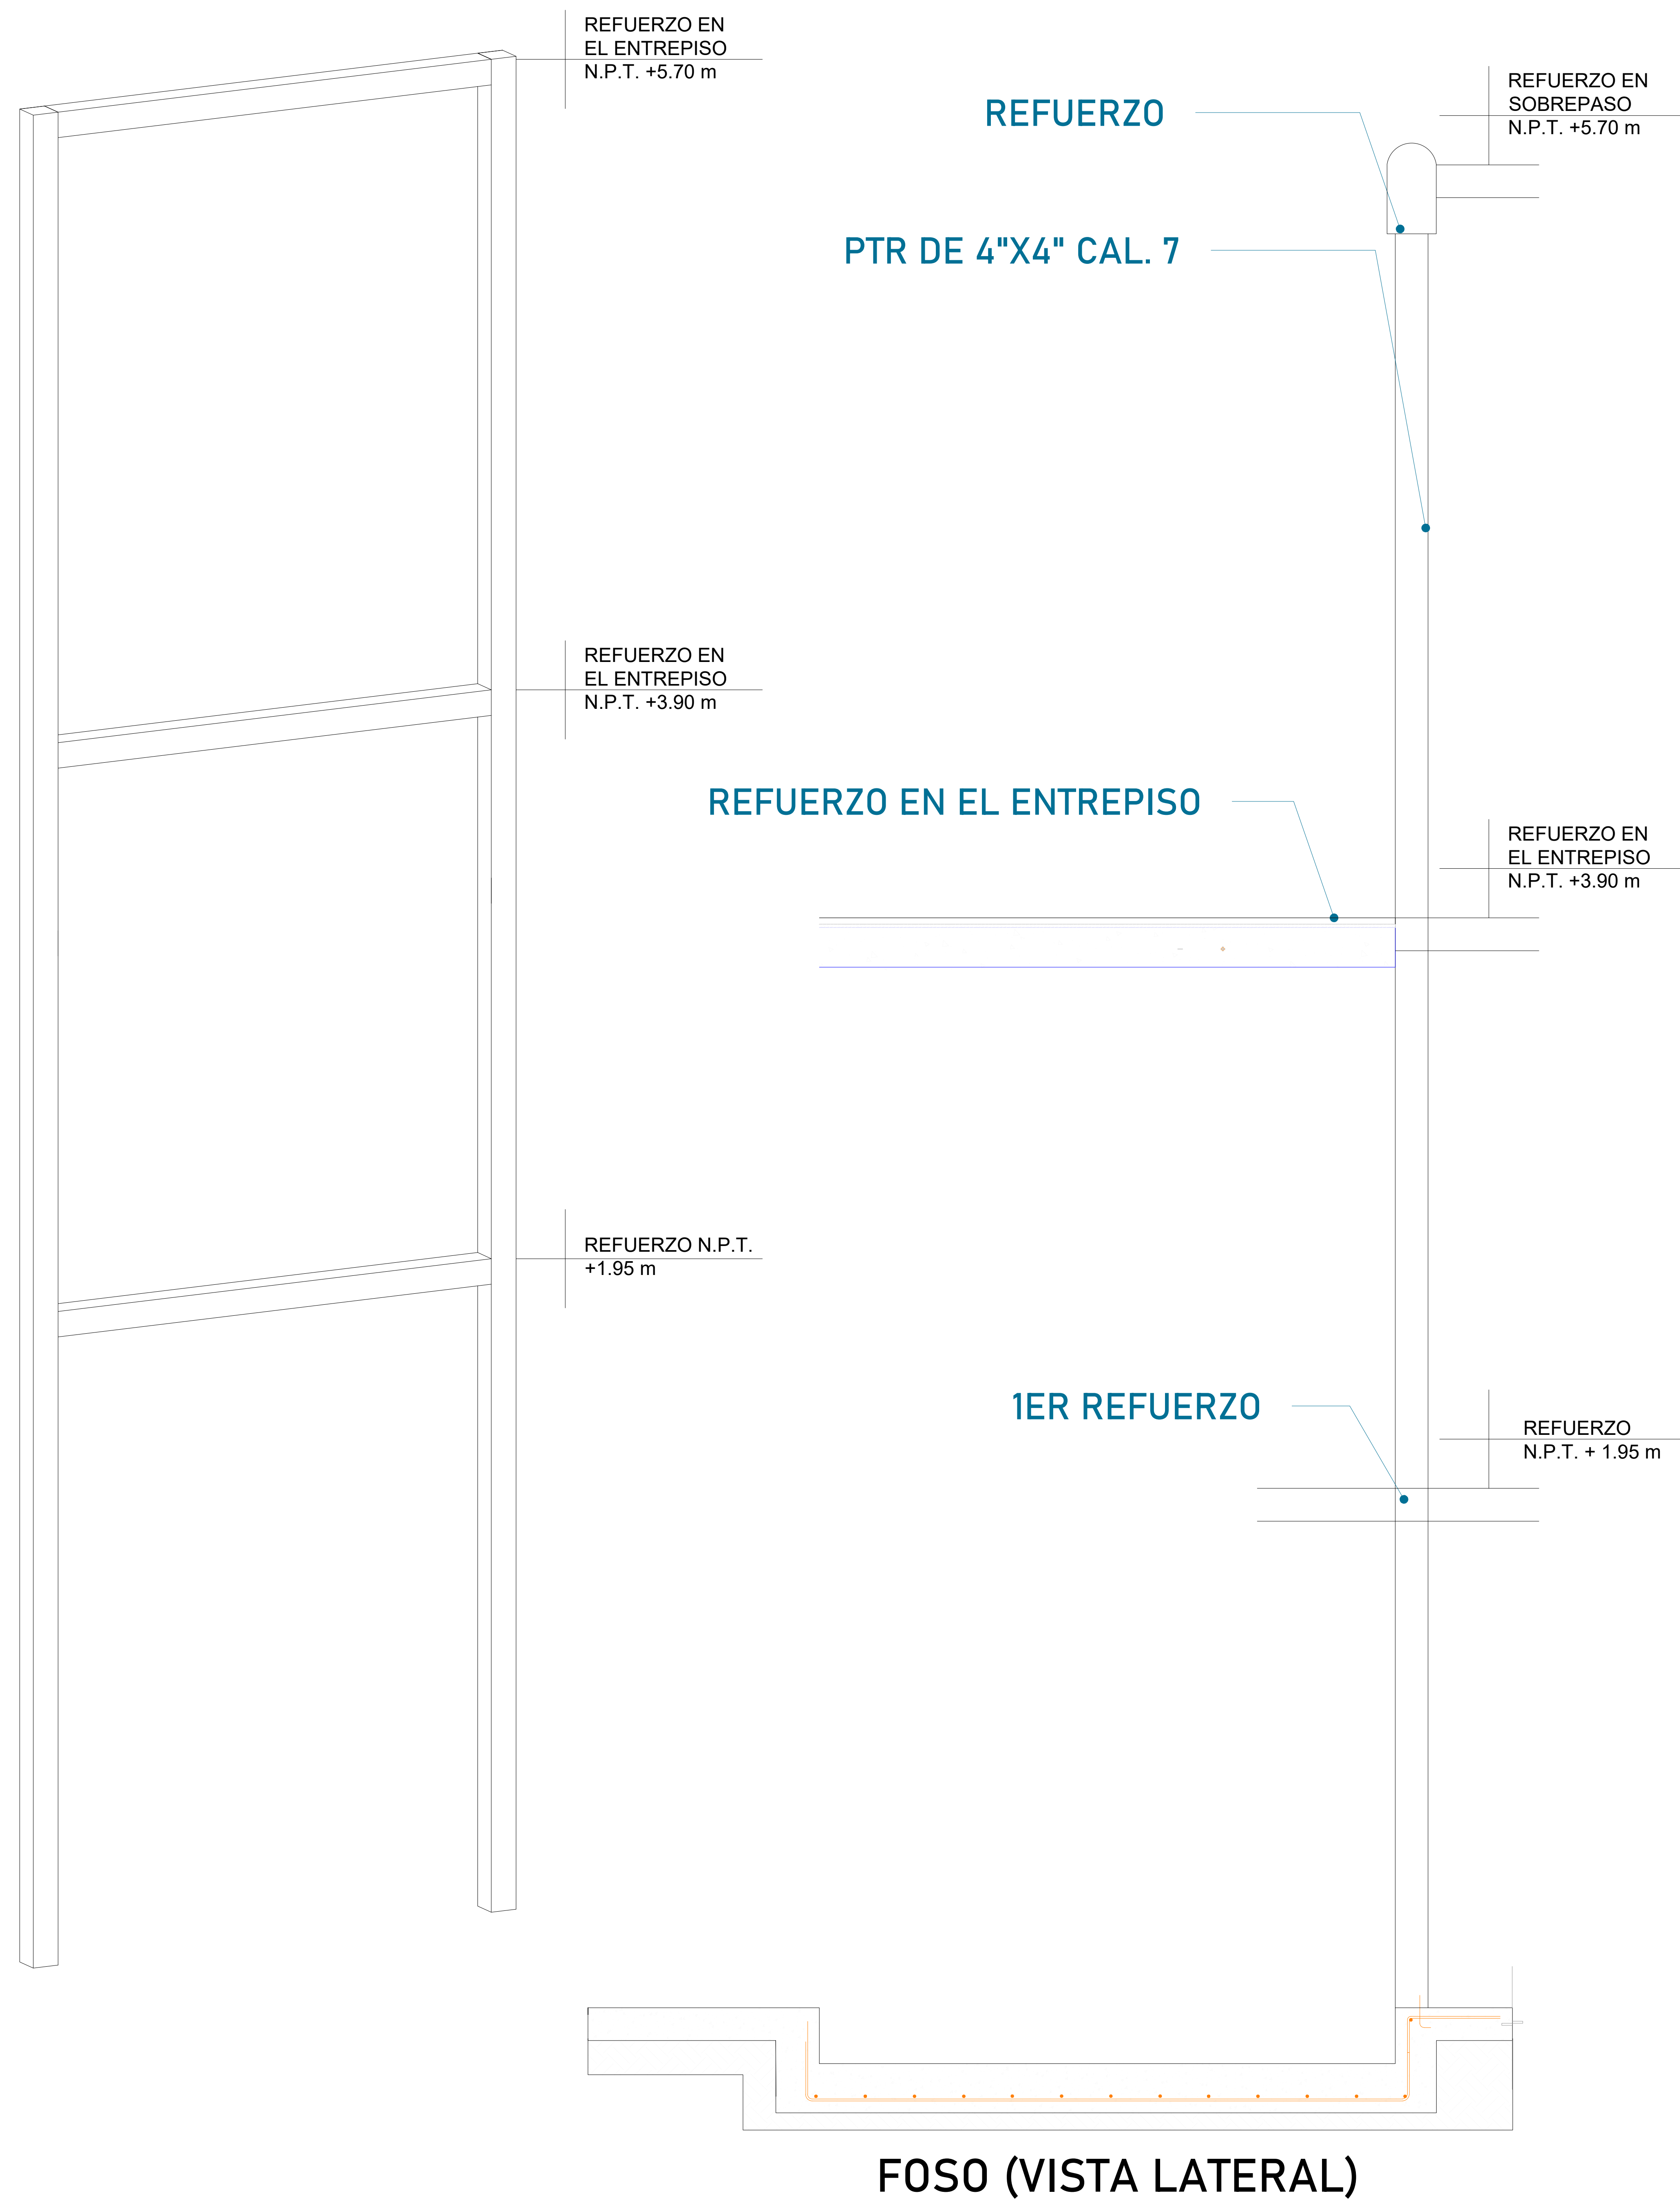 REFUERZO EN
EL ENTREPISO
N.P.T. +5.70 m
REFUERZO EN
SOBREPASO
N.P.T. +5.70 m
REFUERZO
PTR DE 4"X4" CAL. 7
REFUERZO EN
EL ENTREPISO
N.P.T. +3.90 m
REFUERZO EN EL ENTREPISO
REFUERZO EN
EL ENTREPISO
N.P.T. +3.90 m
REFUERZO N.P.T.
+1.95 m
1ER REFUERZO
REFUERZO
N.P.T. + 1.95 m
FOSO (VISTA LATERAL)